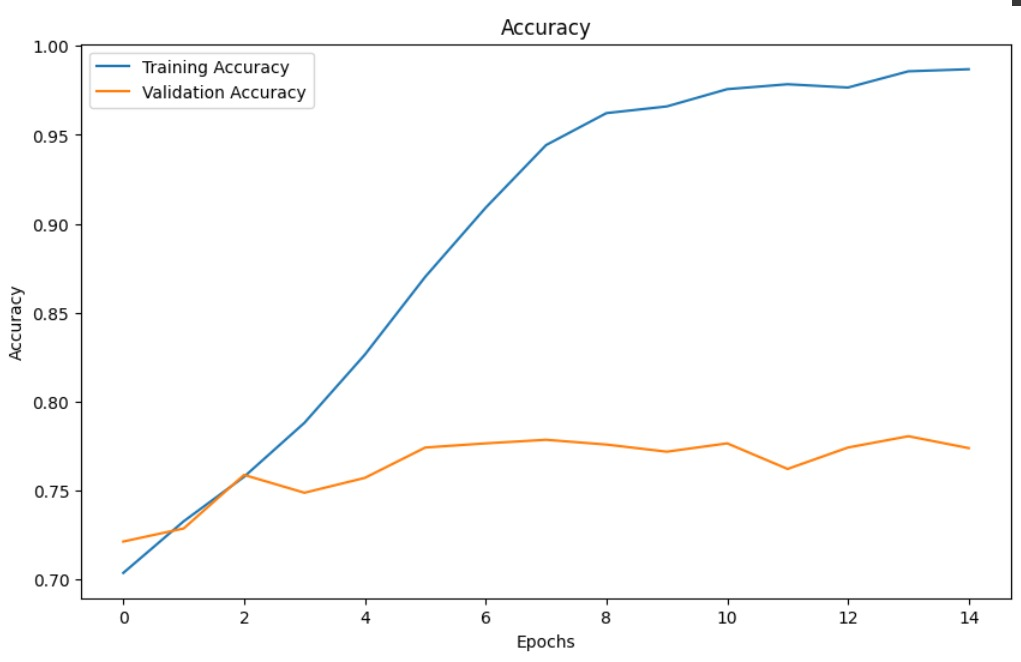 Accuracy
Training Accuracy
Validation Accuracy
1.00
0.95
0.90
0.85
0.80
0.75
0.70
Accuracy
0 2 4 6 8 10 12 14
Epochs